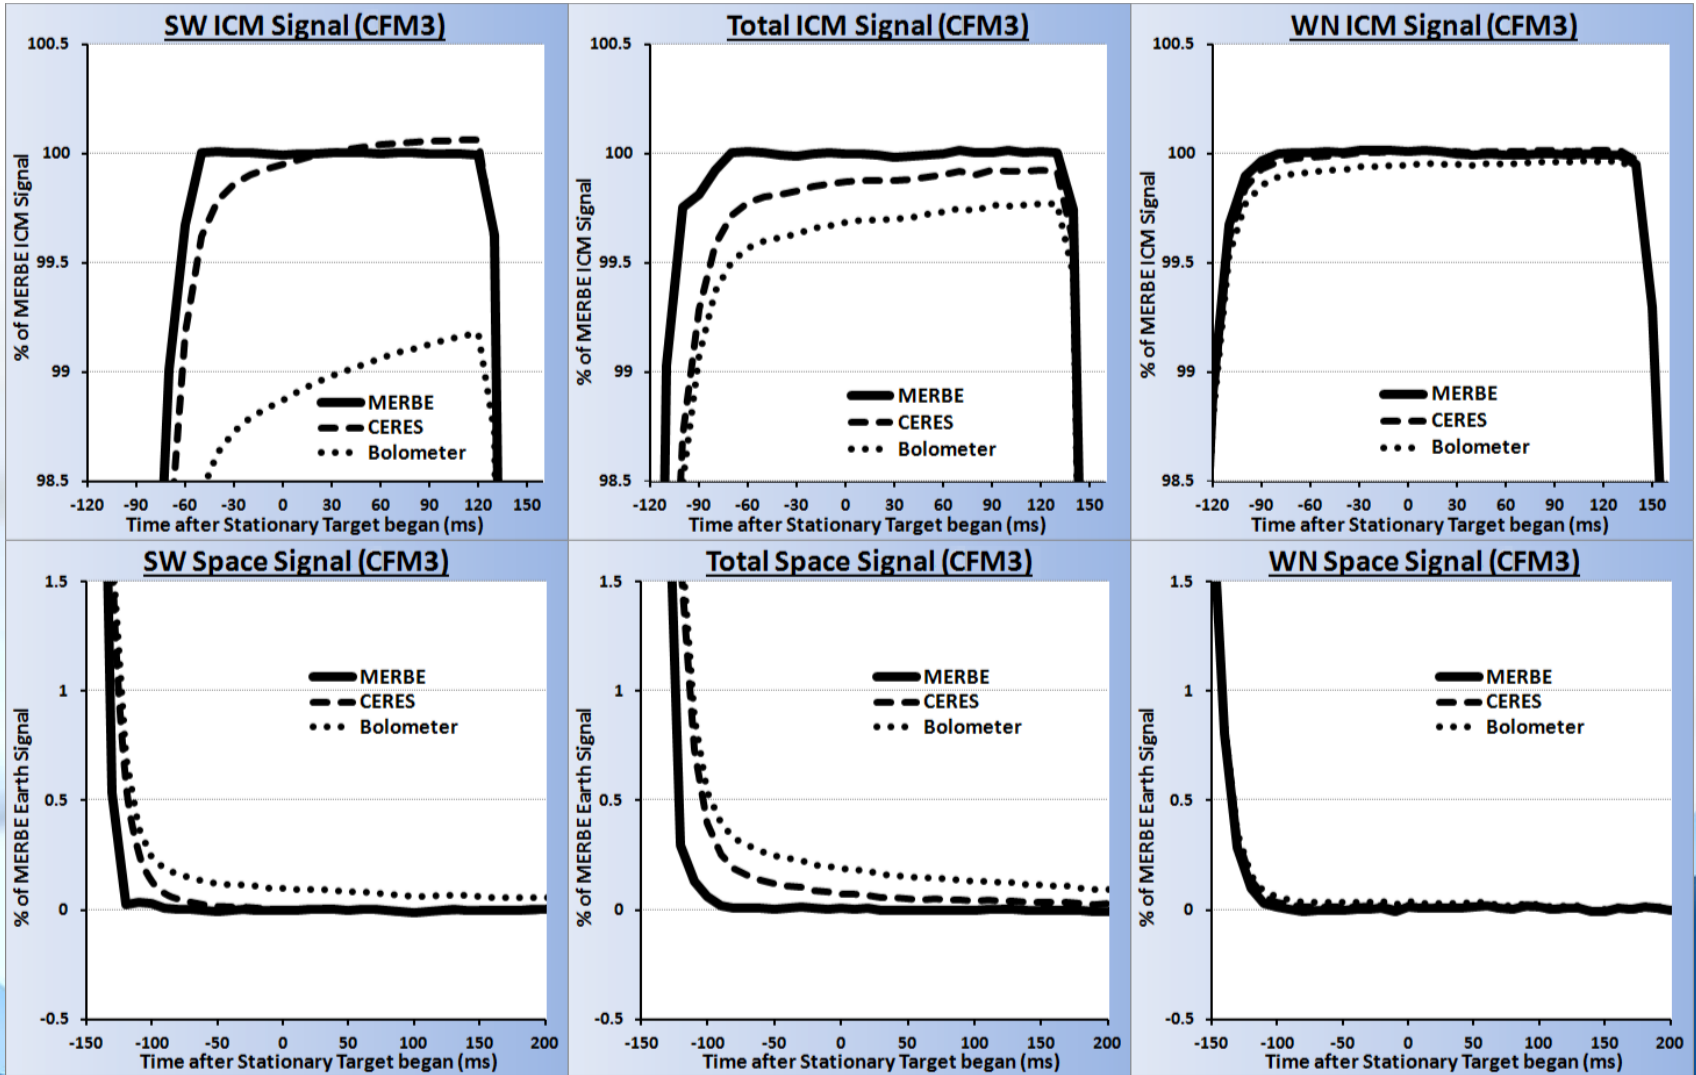 SW ICM Signal (CFM3)
100.5
100
99.5
99
98.5
% of MERBE ICM Signal
MERBE
CERES
Bolometer
-120 -90 -60 -30 0 30 60 90 120 150
Time after Stationary Target began (ms)
Total ICM Signal (CFM3)
100.5
100
99.5
99
98.5
% of MERBE ICM Signal
MERBE
CERES
Bolometer
-120 -90 -60 -30 0 30 60 90 120 150
Time after Stationary Target began (ms)
WN ICM Signal (CFM3)
100.5
100
99.5
99
98.5
% of MERBE ICM Signal
MERBE
CERES
Bolometer
-120 -90 -60 -30 0 30 60 90 120 150
Time after Stationary Target began (ms)
SW Space Signal (CFM3)
1.5
1
0.5
0
-0.5
% of MERBE Earth Signal
MERBE
CERES
Bolometer
-150 -100 -50 0 50 100 150 200
Time after Stationary Target began (ms)
Total Space Signal (CFM3)
1.5
1
0.5
0
-0.5
% of MERBE Earth Signal
MERBE
CERES
Bolometer
-150 -100 -50 0 50 100 150 200
Time after Stationary Target began (ms)
WN Space Signal (CFM3)
1.5
1
0.5
0
-0.5
% of MERBE Earth Signal
MERBE
CERES
Bolometer
-150 -100 -50 0 50 100 150 200
Time after Stationary Target began (ms)